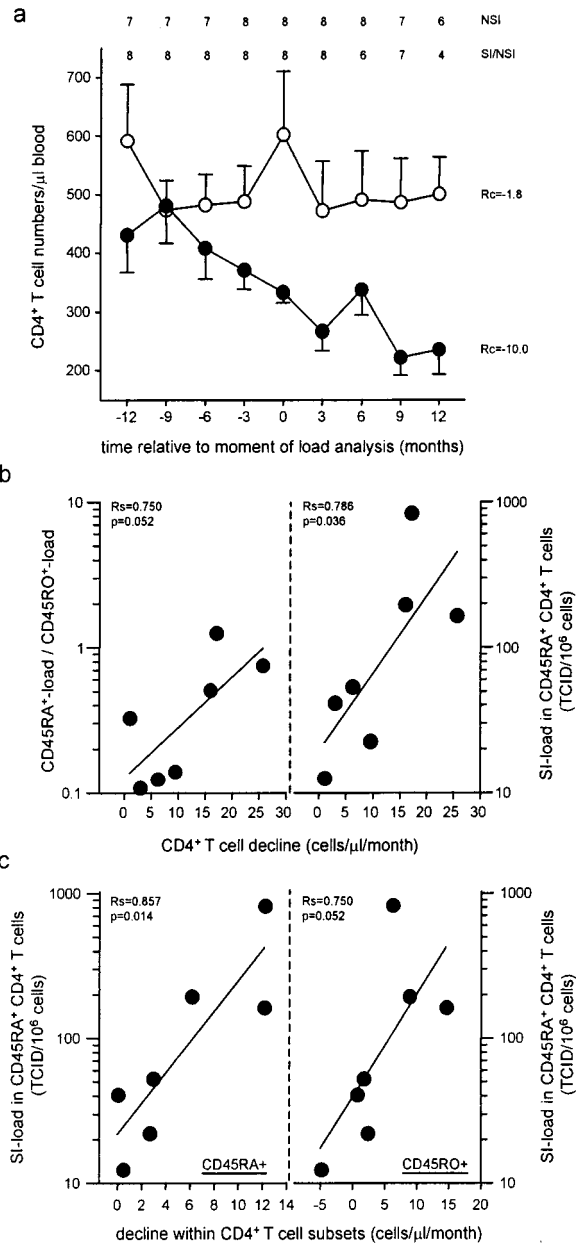 a
7 7 7 8 8 8 8 7 6 NSI
8 8 8 8 8 8 6 7 4 SI/NSI
700
600
500
400
300
200
CD4+ T cell numbers/µl blood
Rc=-1.8
Rc=-10.0
-12 -9 -6 -3 0 3 6 9 12
time relative to moment of load analysis (months)
b
Rs=0.750
p=0.052
10
1
0.1
CD45RA+-load / CD45RO+-load
0 5 10 15 20 25 30
Rs=0.786
p=0.036
1000
100
10
SI-load in CD45RA+ CD4+ T cells
(TCID/10⁶ cells)
0 5 10 15 20 25 30
CD4+ T cell decline (cells/µl/month)
c
Rs=0.857
p=0.014
1000
100
10
SI-load in CD45RA+ CD4+ T cells
(TCID/10⁶ cells)
CD45RA+
0 2 4 6 8 10 12 14
Rs=0.750
p=0.052
1000
100
10
SI-load in CD45RA+ CD4+ T cells
(TCID/10⁶ cells)
CD45RO+
-5 0 5 10 15 20
decline within CD4+ T cell subsets (cells/µl/month)